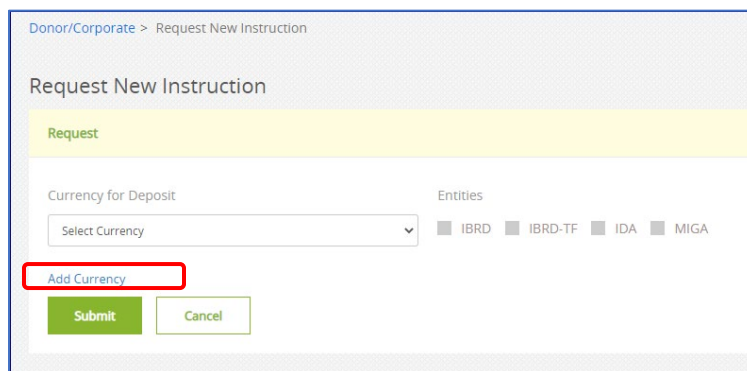 Donor/Corporate > Request New Instruction
Request New Instruction
Request
Currency for Deposit Entities
Select Currency IBRD IBRD-TF IDA MIGA
Add Currency
Submit Cancel